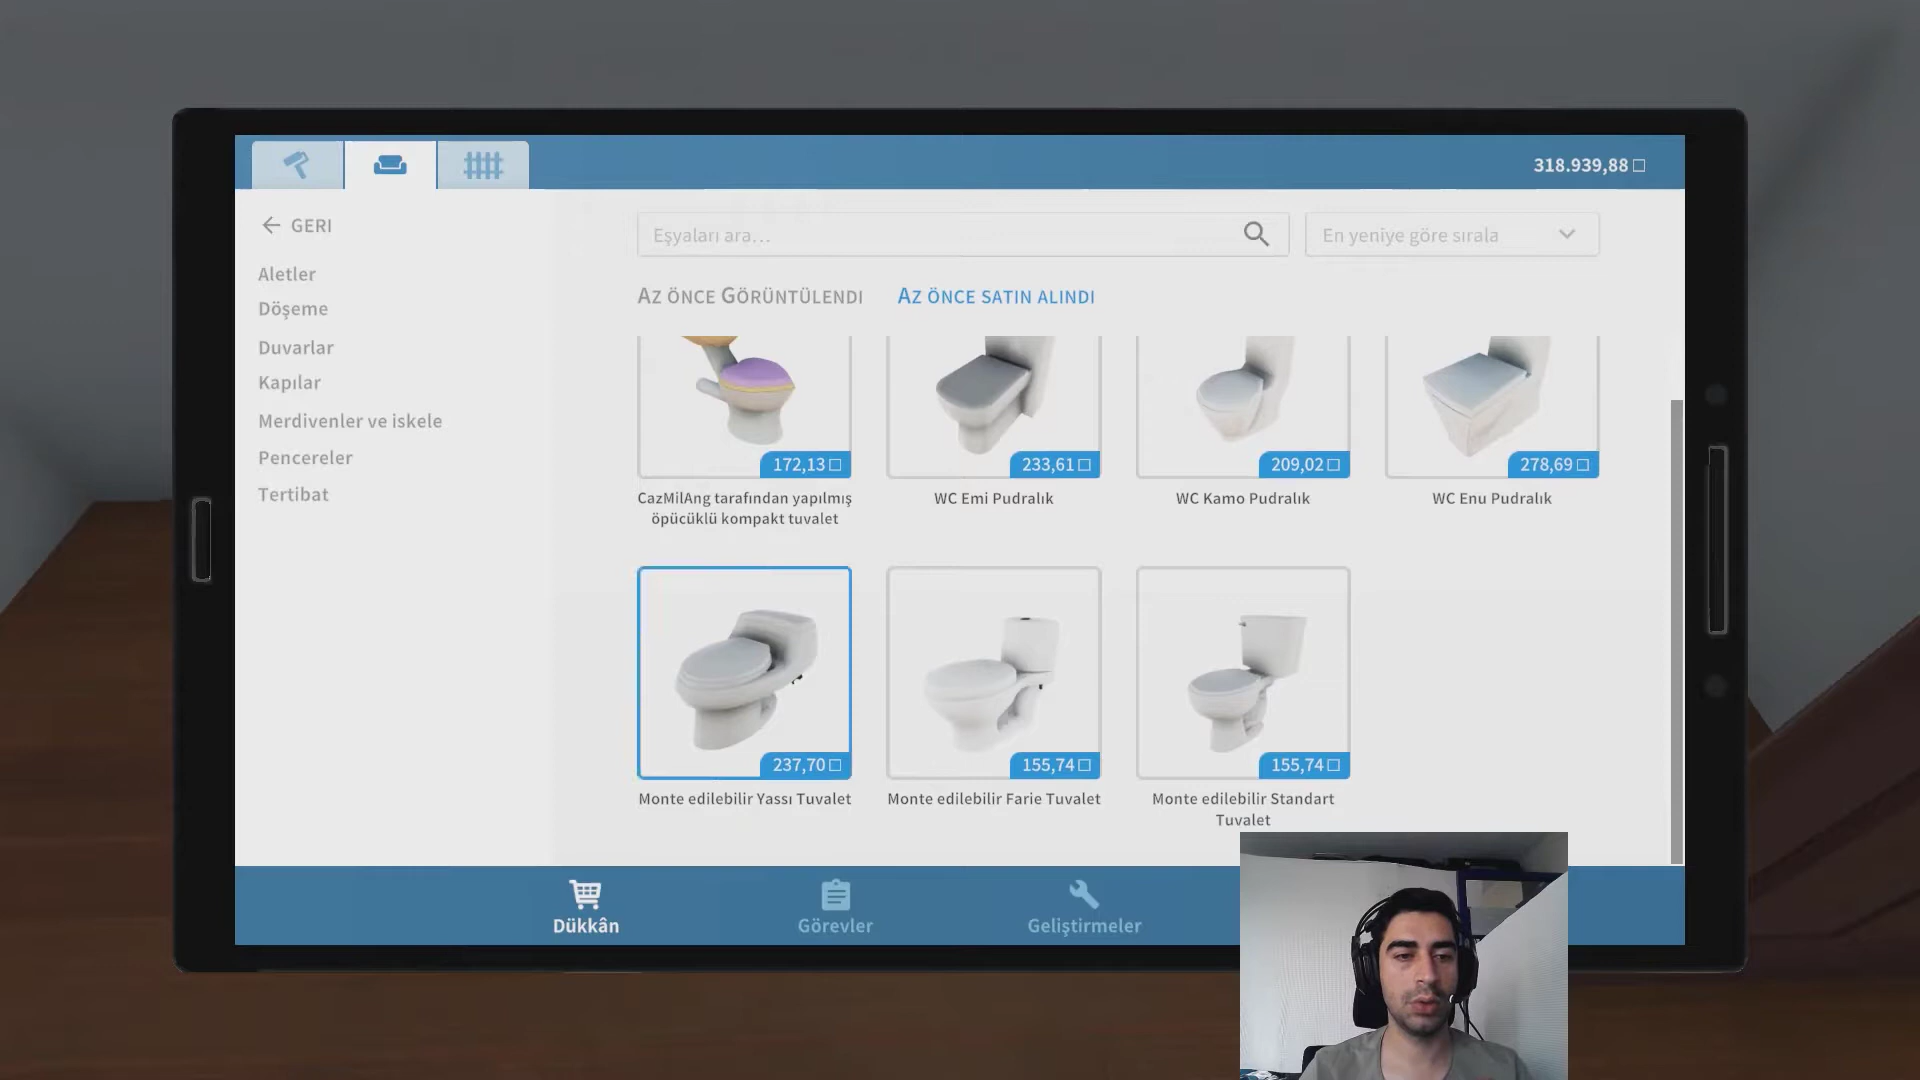 318.939,88
GERI
Eşyaları ara...
En yeniye göre sırala
Aletler
Döşeme
Duvarlar
Kapılar
Merdivenler ve iskele
Pencereler
Tertibat
AZ ÖNCE GÖRÜNTÜLENDI
AZ ÖNCE SATIN ALINDI
172,13
233,61
209,02
278,69
CazMilAng tarafından yapılmış
öpücüklü kompakt tuvalet
WC Emi Pudralık
WC Kamo Pudralık
WC Enu Pudralık
237,70
155,74
155,74
Monte edilebilir Yassı Tuvalet
Monte edilebilir Farie Tuvalet
Monte edilebilir Standart
Tuvalet
Dükkân
Görevler
Geliştirmeler